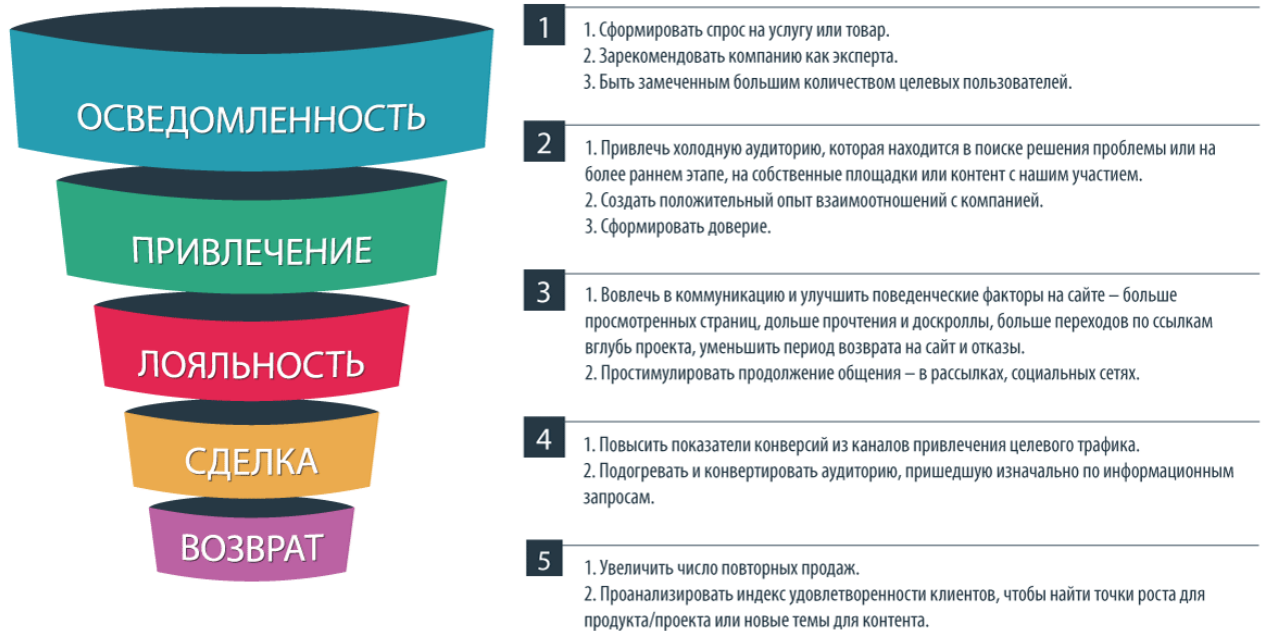 ОСВЕДОМЛЕННОСТЬ
1
1. Сформировать спрос на услугу или товар.
2. Зарекомендовать компанию как эксперта.
3. Быть замеченным большим количеством целевых пользователей.
ПРИВЛЕЧЕНИЕ
2
1. Привлечь холодную аудиторию, которая находится в поиске решения проблемы или на
более раннем этапе, на собственные площадки или контент с нашим участием.
2. Создать положительный опыт взаимоотношений с компанией.
3. Сформировать доверие.
ЛОЯЛЬНОСТЬ
3
1. Вовлечь в коммуникацию и улучшить поведенческие факторы на сайте – больше
просмотренных страниц, дольше прочтения и доскроллы, больше переходов по ссылкам
вглубь проекта, уменьшить период возврата на сайт и отказы.
2. Простимулировать продолжение общения – в рассылках, социальных сетях.
СДЕЛКА
4
1. Повысить показатели конверсий из каналов привлечения целевого трафика.
2. Подогревать и конвертировать аудиторию, пришедшую изначально по информационным
запросам.
ВОЗВРАТ
5
1. Увеличить число повторных продаж.
2. Проанализировать индекс удовлетворенности клиентов, чтобы найти точки роста для
продукта/проекта или новые темы для контента.